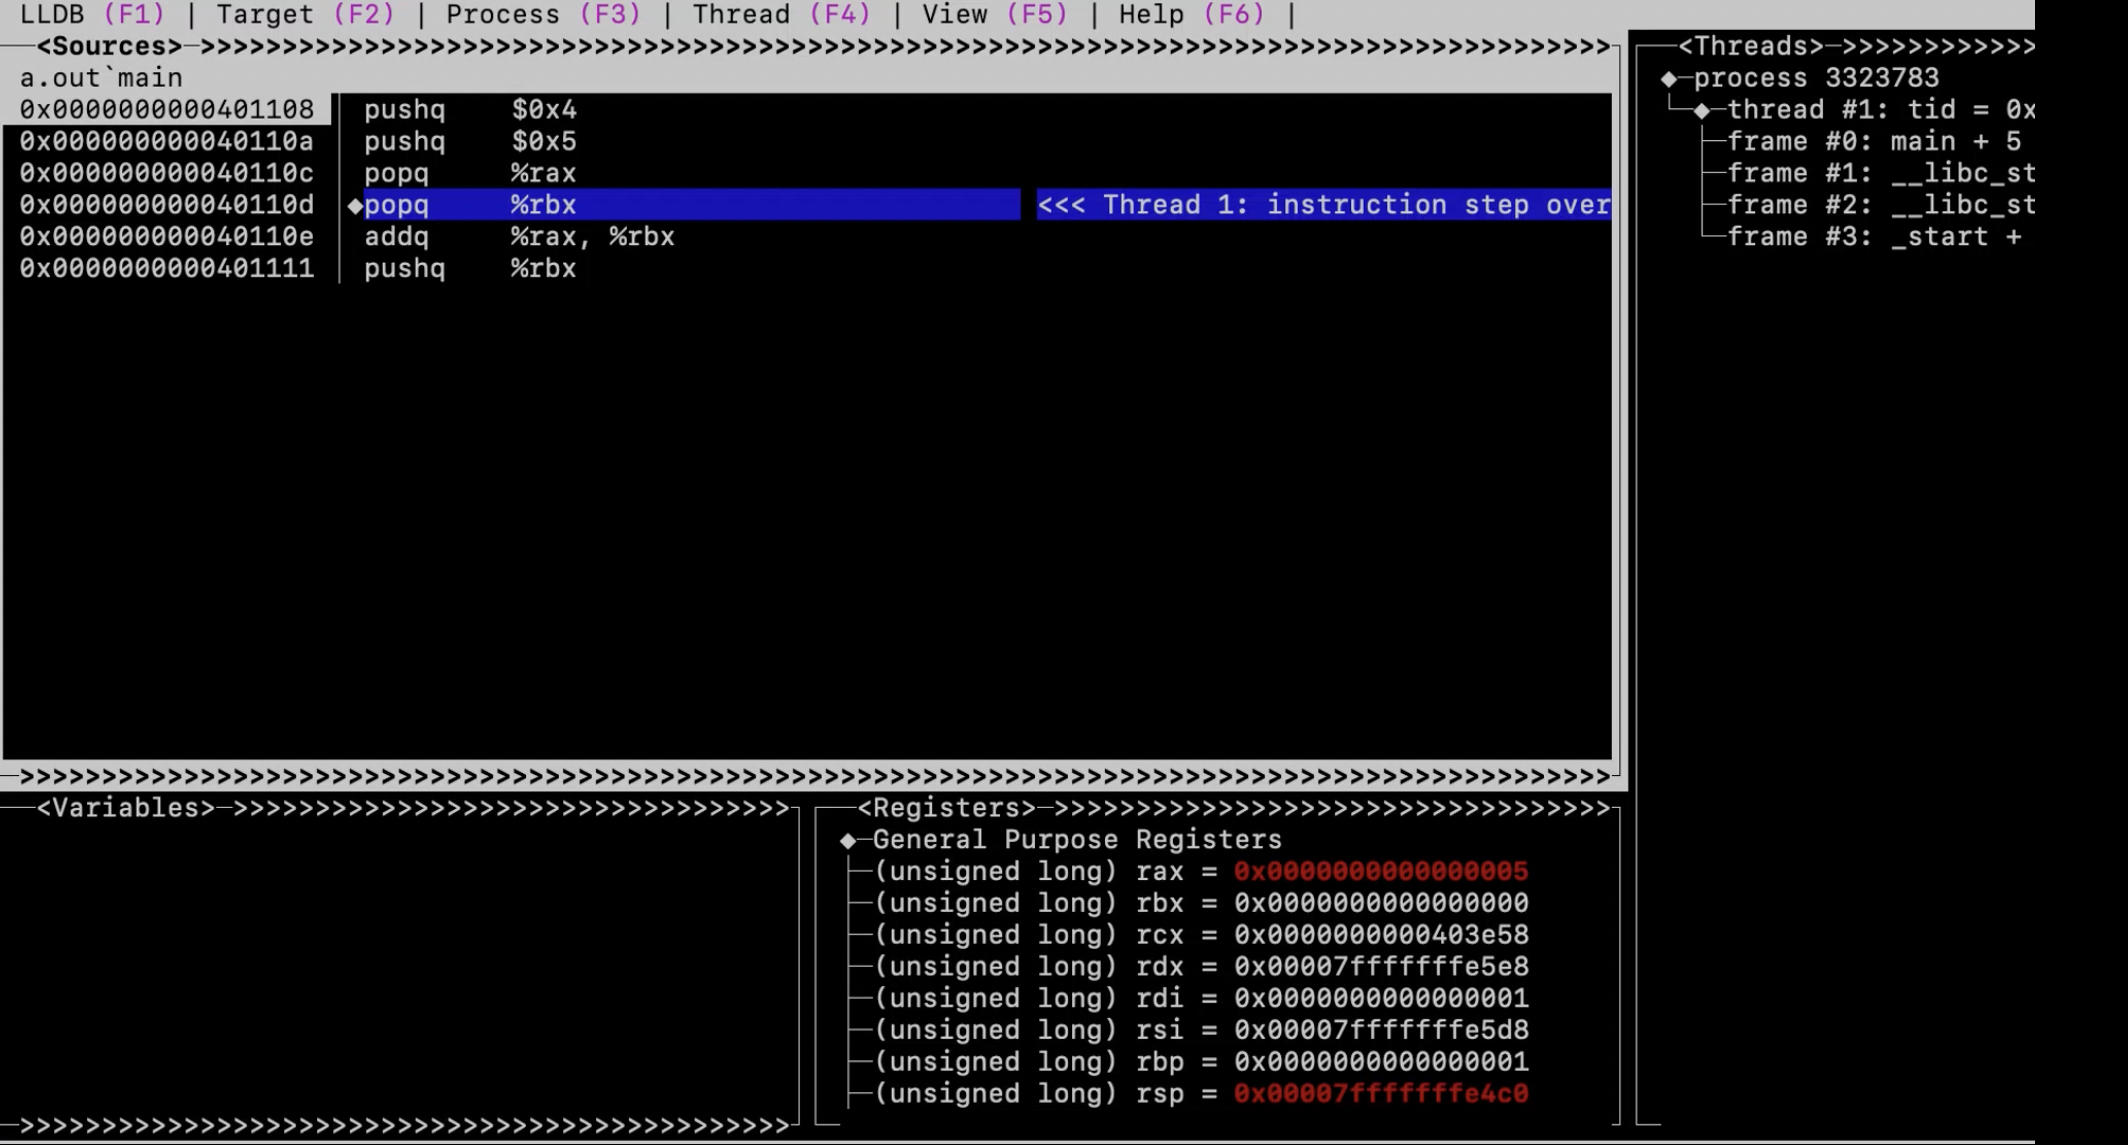 LLDB (F1) | Target (F2) | Process (F3) | Thread (F4) | View (F5) | Help (F6) |
<Sources>
a.out`main
0x0000000000401108 pushq $0x4
0x000000000040110a pushq $0x5
0x000000000040110c popq %rax
0x000000000040110d ◆popq %rbx <<< Thread 1: instruction step over
0x000000000040110e addq %rax, %rbx
0x0000000000401111 pushq %rbx
<Threads>
◆process 3323783
◆thread #1: tid = 0x
frame #0: main + 5
frame #1: __libc_st
frame #2: __libc_st
frame #3: _start +
<Variables>
<Registers>
◆General Purpose Registers
(unsigned long) rax = 0x0000000000000005
(unsigned long) rbx = 0x0000000000000000
(unsigned long) rcx = 0x0000000000403e58
(unsigned long) rdx = 0x00007fffffffe5e8
(unsigned long) rdi = 0x0000000000000001
(unsigned long) rsi = 0x00007fffffffe5d8
(unsigned long) rbp = 0x0000000000000001
(unsigned long) rsp = 0x00007fffffffe4c0